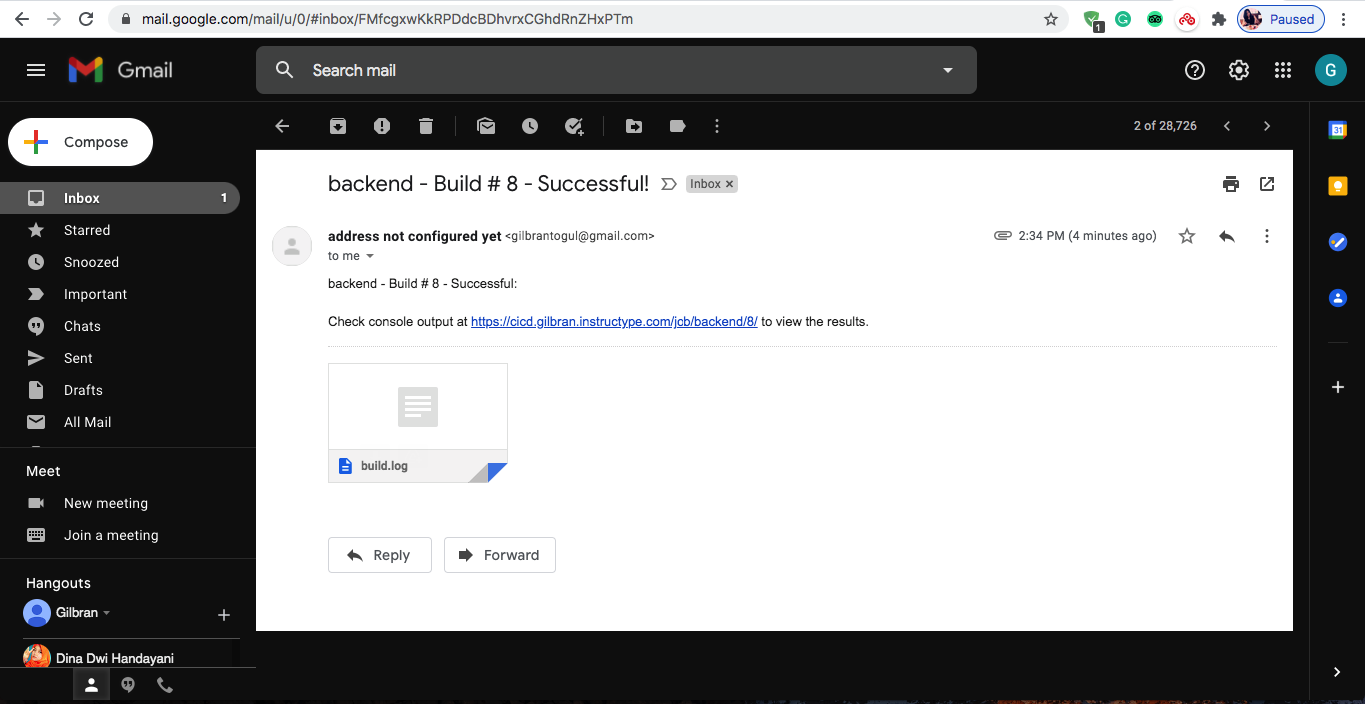 mail.google.com/mail/u/0/#inbox/FMfcgxwKkRPDdcBDhvrxCGhdRnZHxPTm
1
Paused
Gmail
Search mail
G
Compose
2 of 28,726
31
Inbox 1
Starred
Snoozed
Important
Chats
Sent
Drafts
All Mail
Meet
New meeting
Join a meeting
Hangouts
Gilbran
Dina Dwi Handayani
backend - Build # 8 - Successful!
Inbox x
address not configured yet <gilbrantogul@gmail.com>
2:34 PM (4 minutes ago)
to me
backend - Build # 8 - Successful:
Check console output at https://cicd.gilbran.instructype.com/job/backend/8/ to view the results.
build.log
Reply
Forward